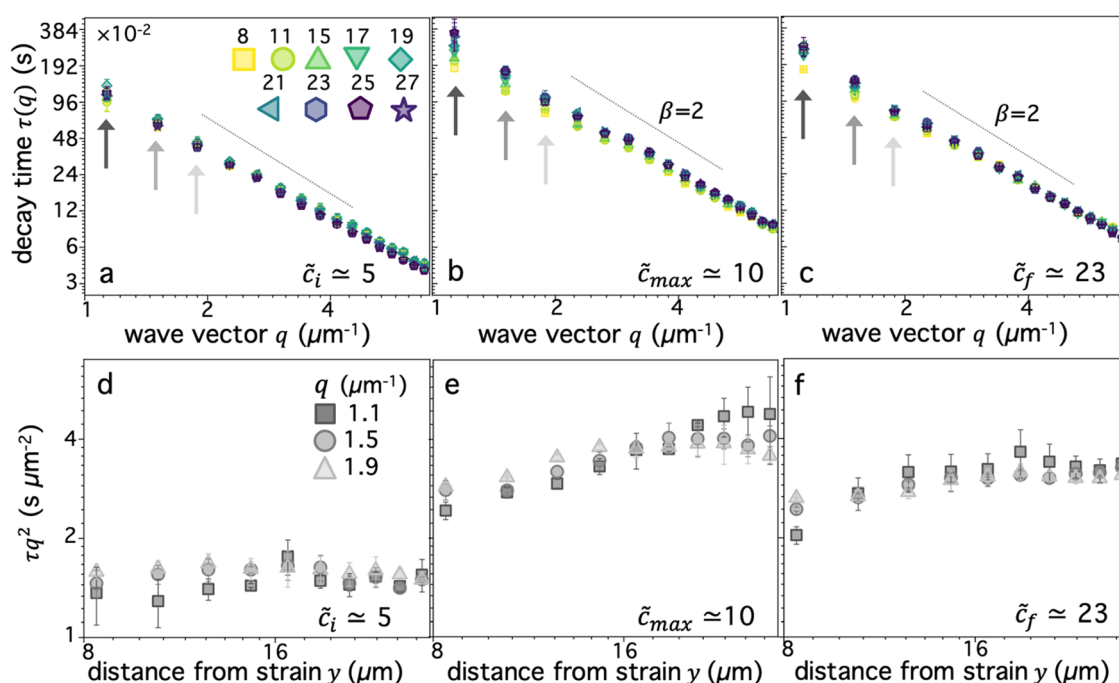 384
192
96
48
24
12
6
3
decay time τ(q) (s)
×10⁻²
8 11 15 17 19
21 23 25 27
a
c̃ᵢ ≃ 5
1 2 4
wave vector q (μm⁻¹)
β=2
b
c̃ₘₐₓ ≃ 10
1 2 4
wave vector q (μm⁻¹)
β=2
c
c̃_f ≃ 23
1 2 4
wave vector q (μm⁻¹)
4
2
1
τq² (s μm⁻²)
d
q (μm⁻¹)
1.1
1.5
1.9
c̃ᵢ ≃ 5
8 16
distance from strain y (μm)
e
c̃ₘₐₓ ≃10
8 16
distance from strain y (μm)
f
c̃_f ≃ 23
8 16
distance from strain y (μm)